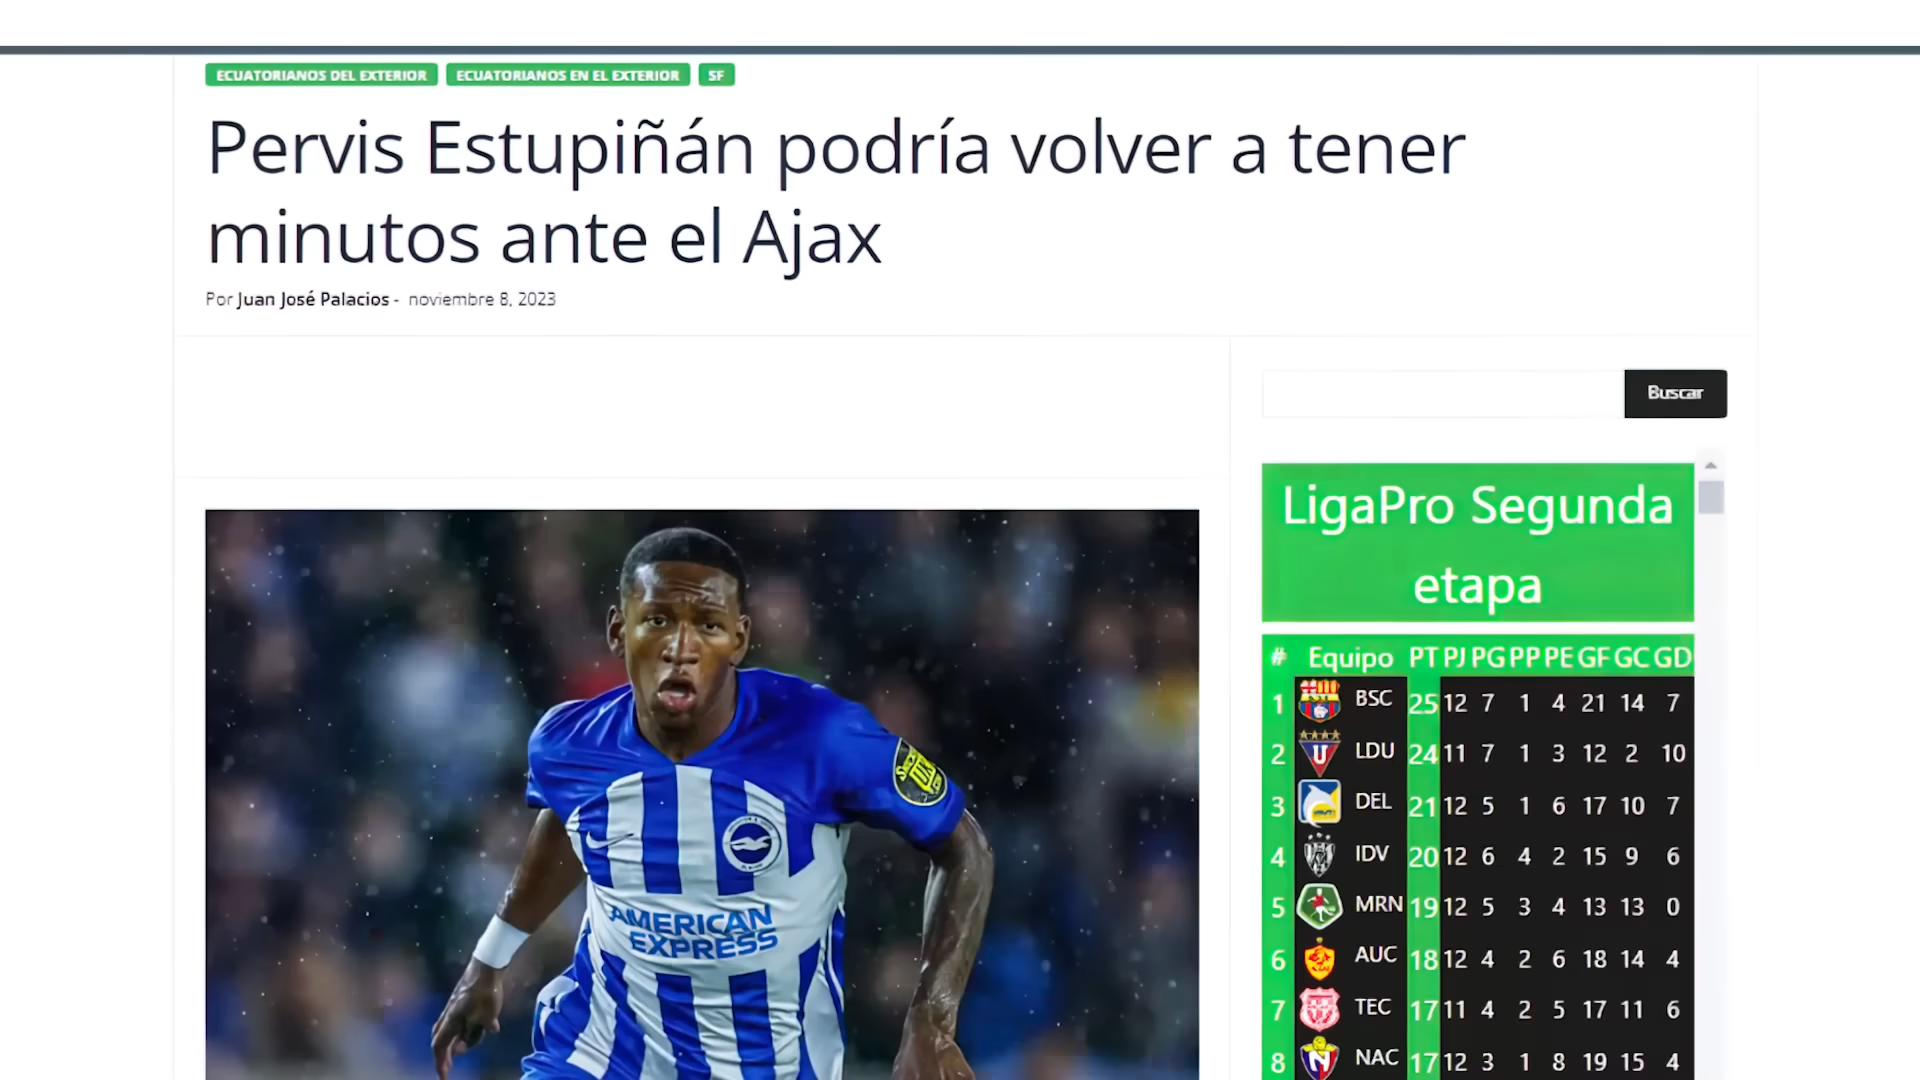 ECUATORIANOS DEL EXTERIOR ECUATORIANOS EN EL EXTERIOR SF
Pervis Estupiñán podría volver a tener
minutos ante el Ajax
Por Juan José Palacios - noviembre 8, 2023
Buscar
AMERICAN
EXPRESS
LigaPro Segunda
etapa
# Equipo PT PJ PG PP PE GF GC GD
1 BSC 25 12 7 1 4 21 14 7
2 LDU 24 11 7 1 3 12 2 10
3 DEL 21 12 5 1 6 17 10 7
4 IDV 20 12 6 4 2 15 9 6
5 MRN 19 12 5 3 4 13 13 0
6 AUC 18 12 4 2 6 18 14 4
7 TEC 17 11 4 2 5 17 11 6
8 NAC 17 12 3 1 8 19 15 4